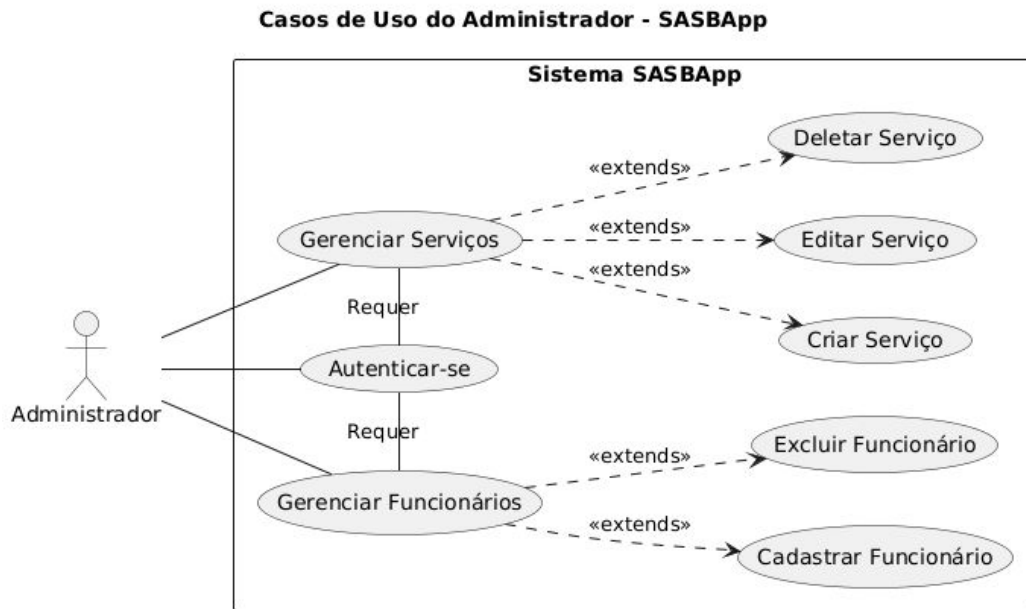 Casos de Uso do Administrador - SASBApp
Sistema SASBApp
Deletar Serviço
«extends»
Gerenciar Serviços
«extends»
Editar Serviço
«extends»
Requer
Criar Serviço
Autenticar-se
Administrador
Requer
Excluir Funcionário
«extends»
Gerenciar Funcionários
«extends»
Cadastrar Funcionário